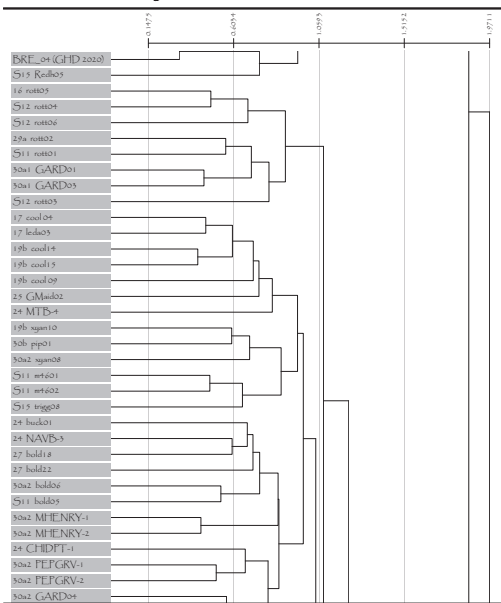 0.1475 0.6034 1.0593 1.5152 1.9711
BRE_04 (GHD 2020)
S15 Redh05
16 rott05
S12 rott04
S12 rott06
29a rott02
S11 rott01
30a1 GARD01
30a1 GARD03
S12 rott03
17 cool 04
17 leda03
19b cool14
19b cool15
19b cool 09
25 GMaid02
24 MTB-4
19b xyan10
30b pip01
30a2 xyan08
S11 m4601
S11 m4602
S15 trigg08
24 buck01
24 NAVB-3
27 bold18
27 bold22
30a2 bold06
S11 bold05
30a2 MHENRY-1
30a2 MHENRY-2
24 CHIDPT-1
30a2 PEPGRV-1
30a2 PEPGRV-2
30a2 GARD04